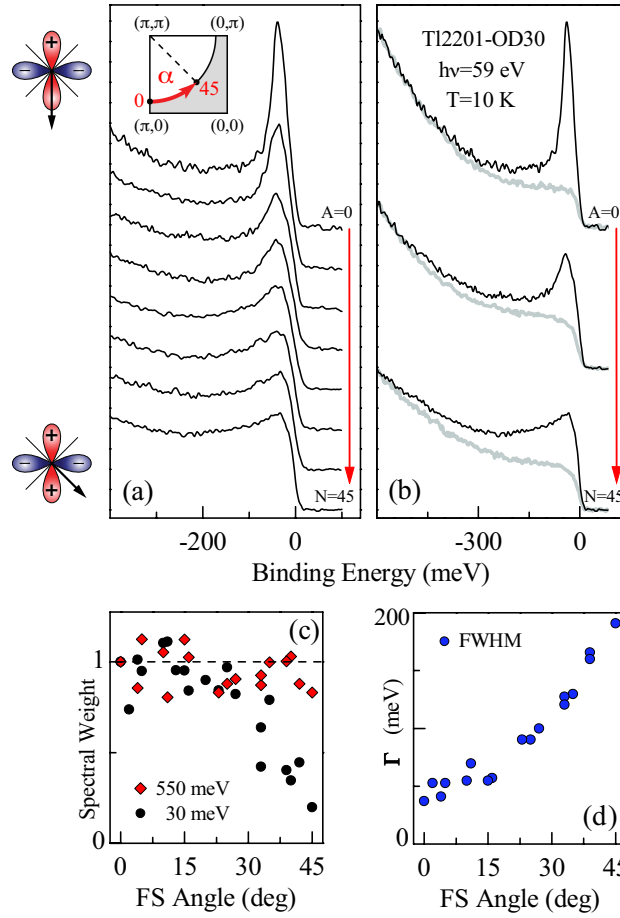 (π,π) (0,π)
α
0
45
(π,0) (0,0)
A=0
N=45
(a)
-200 0
Tl2201-OD30
hν=59 eV
T=10 K
A=0
N=45
(b)
-300 0
Binding Energy (meV)
+
−
−
+
+
−
−
+
(c)
1
0
Spectral Weight
550 meV
30 meV
0 15 30 45
FS Angle (deg)
200
0
Γ (meV)
FWHM
(d)
0 15 30 45
FS Angle (deg)